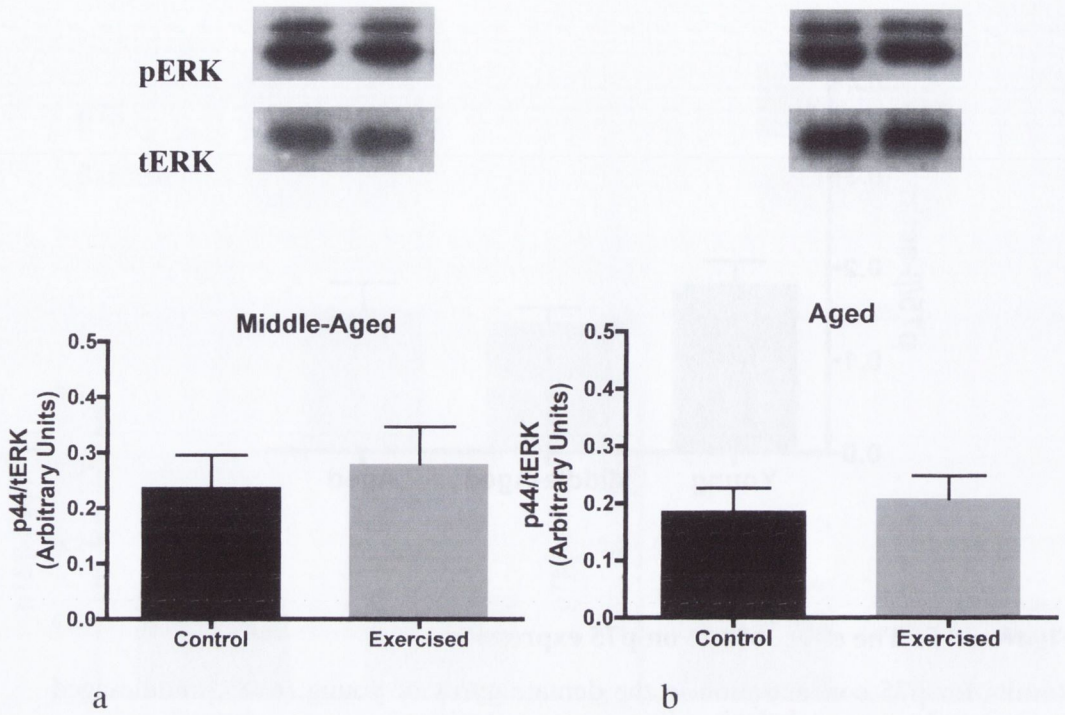 pERK
tERK
Middle-Aged
0.5
0.4
0.3
0.2
0.1
0.0
p44/tERK
(Arbitrary Units)
Control
Exercised
a
Aged
0.5
0.4
0.3
0.2
0.1
0.0
p44/tERK
(Arbitrary Units)
Control
Exercised
b